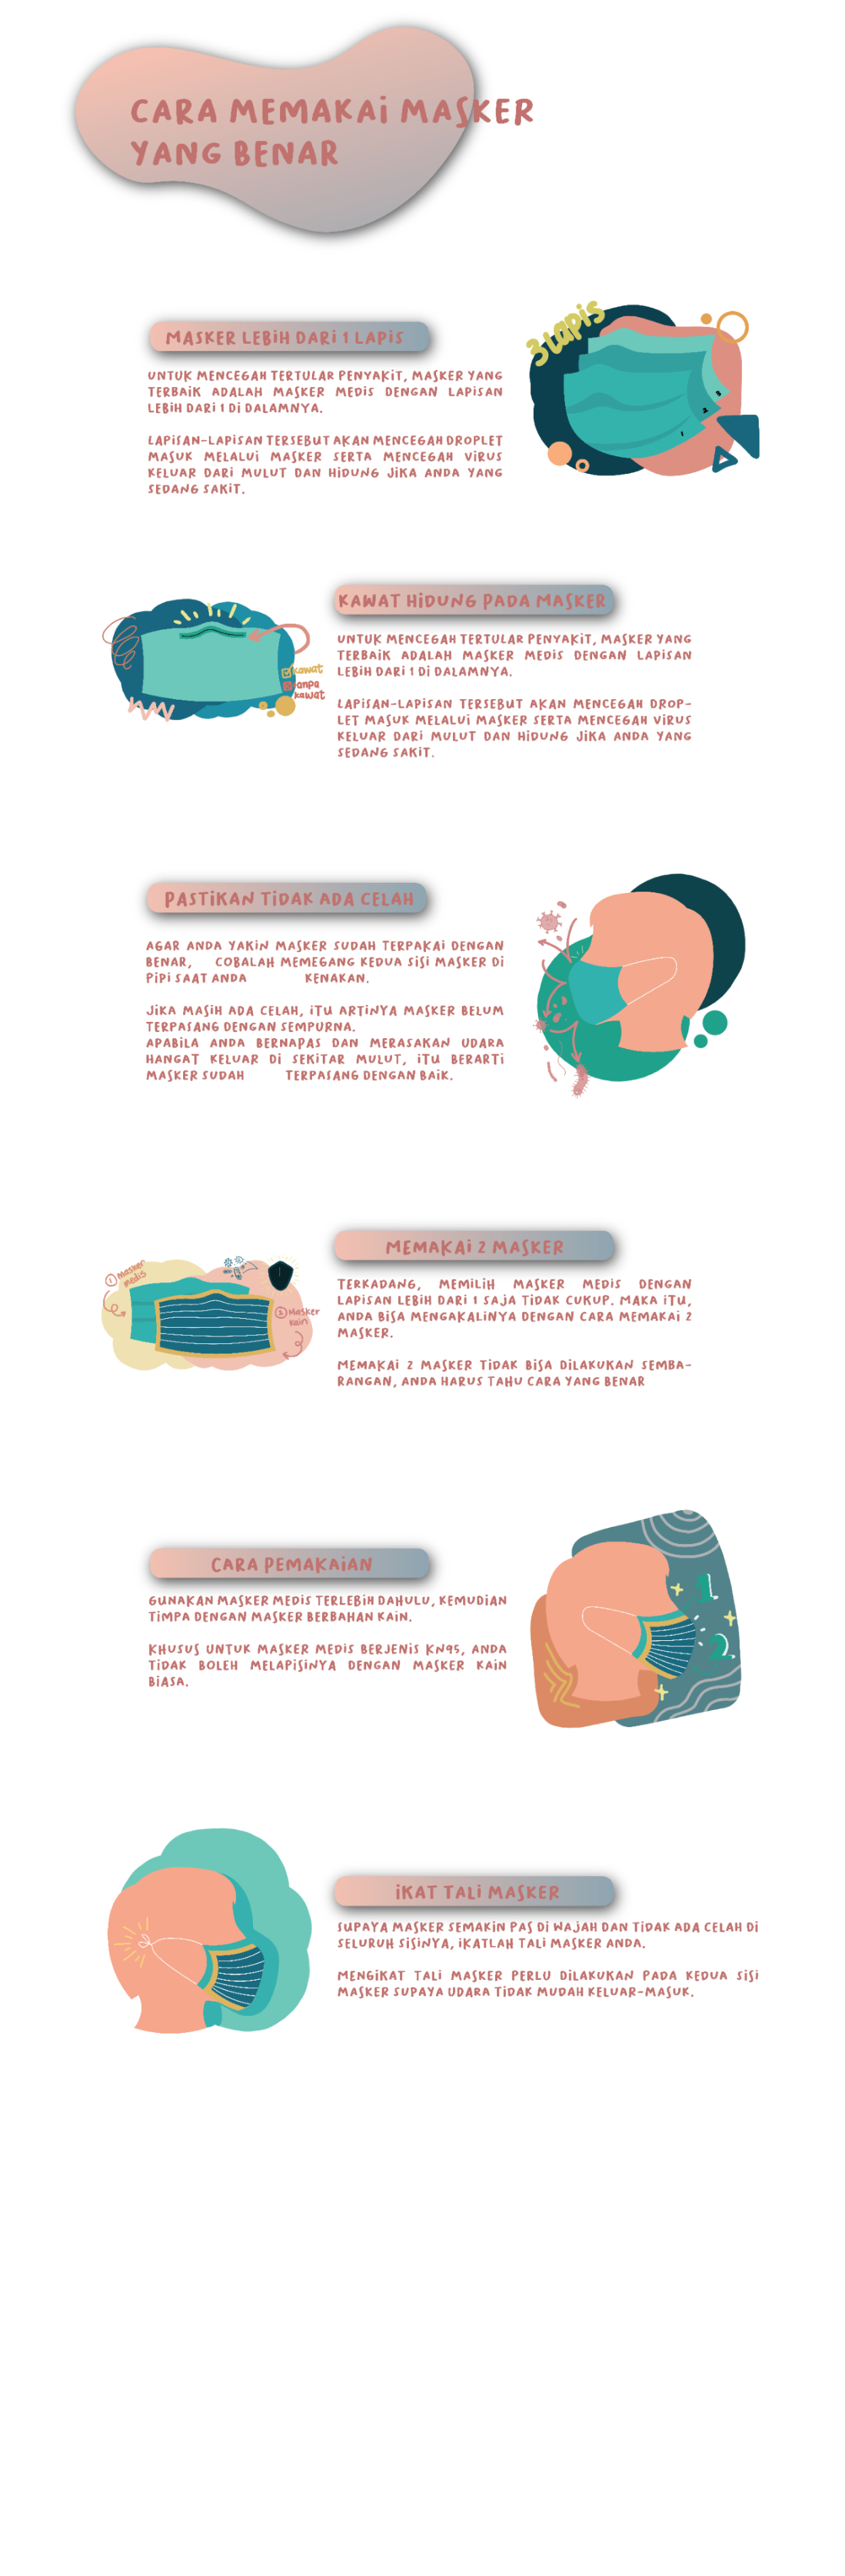 CARA MEMAKAI MASKER
YANG BENAR
MASKER LEBIH DARI 1 LAPIS
UNTUK MENCEGAH TERTULAR PENYAKIT, MASKER YANG
TERBAIK ADALAH MASKER MEDIS DENGAN LAPISAN
LEBIH DARI 1 DI DALAMNYA.
LAPISAN-LAPISAN TERSEBUT AKAN MENCEGAH DROPLET
MASUK MELALUI MASKER SERTA MENCEGAH VIRUS
KELUAR DARI MULUT DAN HIDUNG JIKA ANDA YANG
SEDANG SAKIT.
3 lapis
3
2
1
KAWAT HIDUNG PADA MASKER
UNTUK MENCEGAH TERTULAR PENYAKIT, MASKER YANG
TERBAIK ADALAH MASKER MEDIS DENGAN LAPISAN
LEBIH DARI 1 DI DALAMNYA.
LAPISAN-LAPISAN TERSEBUT AKAN MENCEGAH DROP-
LET MASUK MELALUI MASKER SERTA MENCEGAH VIRUS
KELUAR DARI MULUT DAN HIDUNG JIKA ANDA YANG
SEDANG SAKIT.
kawat
tanpa
kawat
PASTIKAN TIDAK ADA CELAH
AGAR ANDA YAKIN MASKER SUDAH TERPAKAI DENGAN
BENAR, COBALAH MEMEGANG KEDUA SISI MASKER DI
PIPI SAAT ANDA KENAKAN.
JIKA MASIH ADA CELAH, ITU ARTINYA MASKER BELUM
TERPASANG DENGAN SEMPURNA.
APABILA ANDA BERNAPAS DAN MERASAKAN UDARA
HANGAT KELUAR DI SEKITAR MULUT, ITU BERARTI
MASKER SUDAH TERPASANG DENGAN BAIK.
MEMAKAI 2 MASKER
TERKADANG, MEMILIH MASKER MEDIS DENGAN
LAPISAN LEBIH DARI 1 SAJA TIDAK CUKUP. MAKA ITU,
ANDA BISA MENGAKALINYA DENGAN CARA MEMAKAI 2
MASKER.
MEMAKAI 2 MASKER TIDAK BISA DILAKUKAN SEMBA-
RANGAN, ANDA HARUS TAHU CARA YANG BENAR
1 Masker
medis
2 Masker
kain
CARA PEMAKAIAN
GUNAKAN MASKER MEDIS TERLEBIH DAHULU, KEMUDIAN
TIMPA DENGAN MASKER BERBAHAN KAIN.
KHUSUS UNTUK MASKER MEDIS BERJENIS KN95, ANDA
TIDAK BOLEH MELAPISINYA DENGAN MASKER KAIN
BIASA.
1
2
IKAT TALI MASKER
SUPAYA MASKER SEMAKIN PAS DI WAJAH DAN TIDAK ADA CELAH DI
SELURUH SISINYA, IKATLAH TALI MASKER ANDA.
MENGIKAT TALI MASKER PERLU DILAKUKAN PADA KEDUA SISI
MASKER SUPAYA UDARA TIDAK MUDAH KELUAR-MASUK.